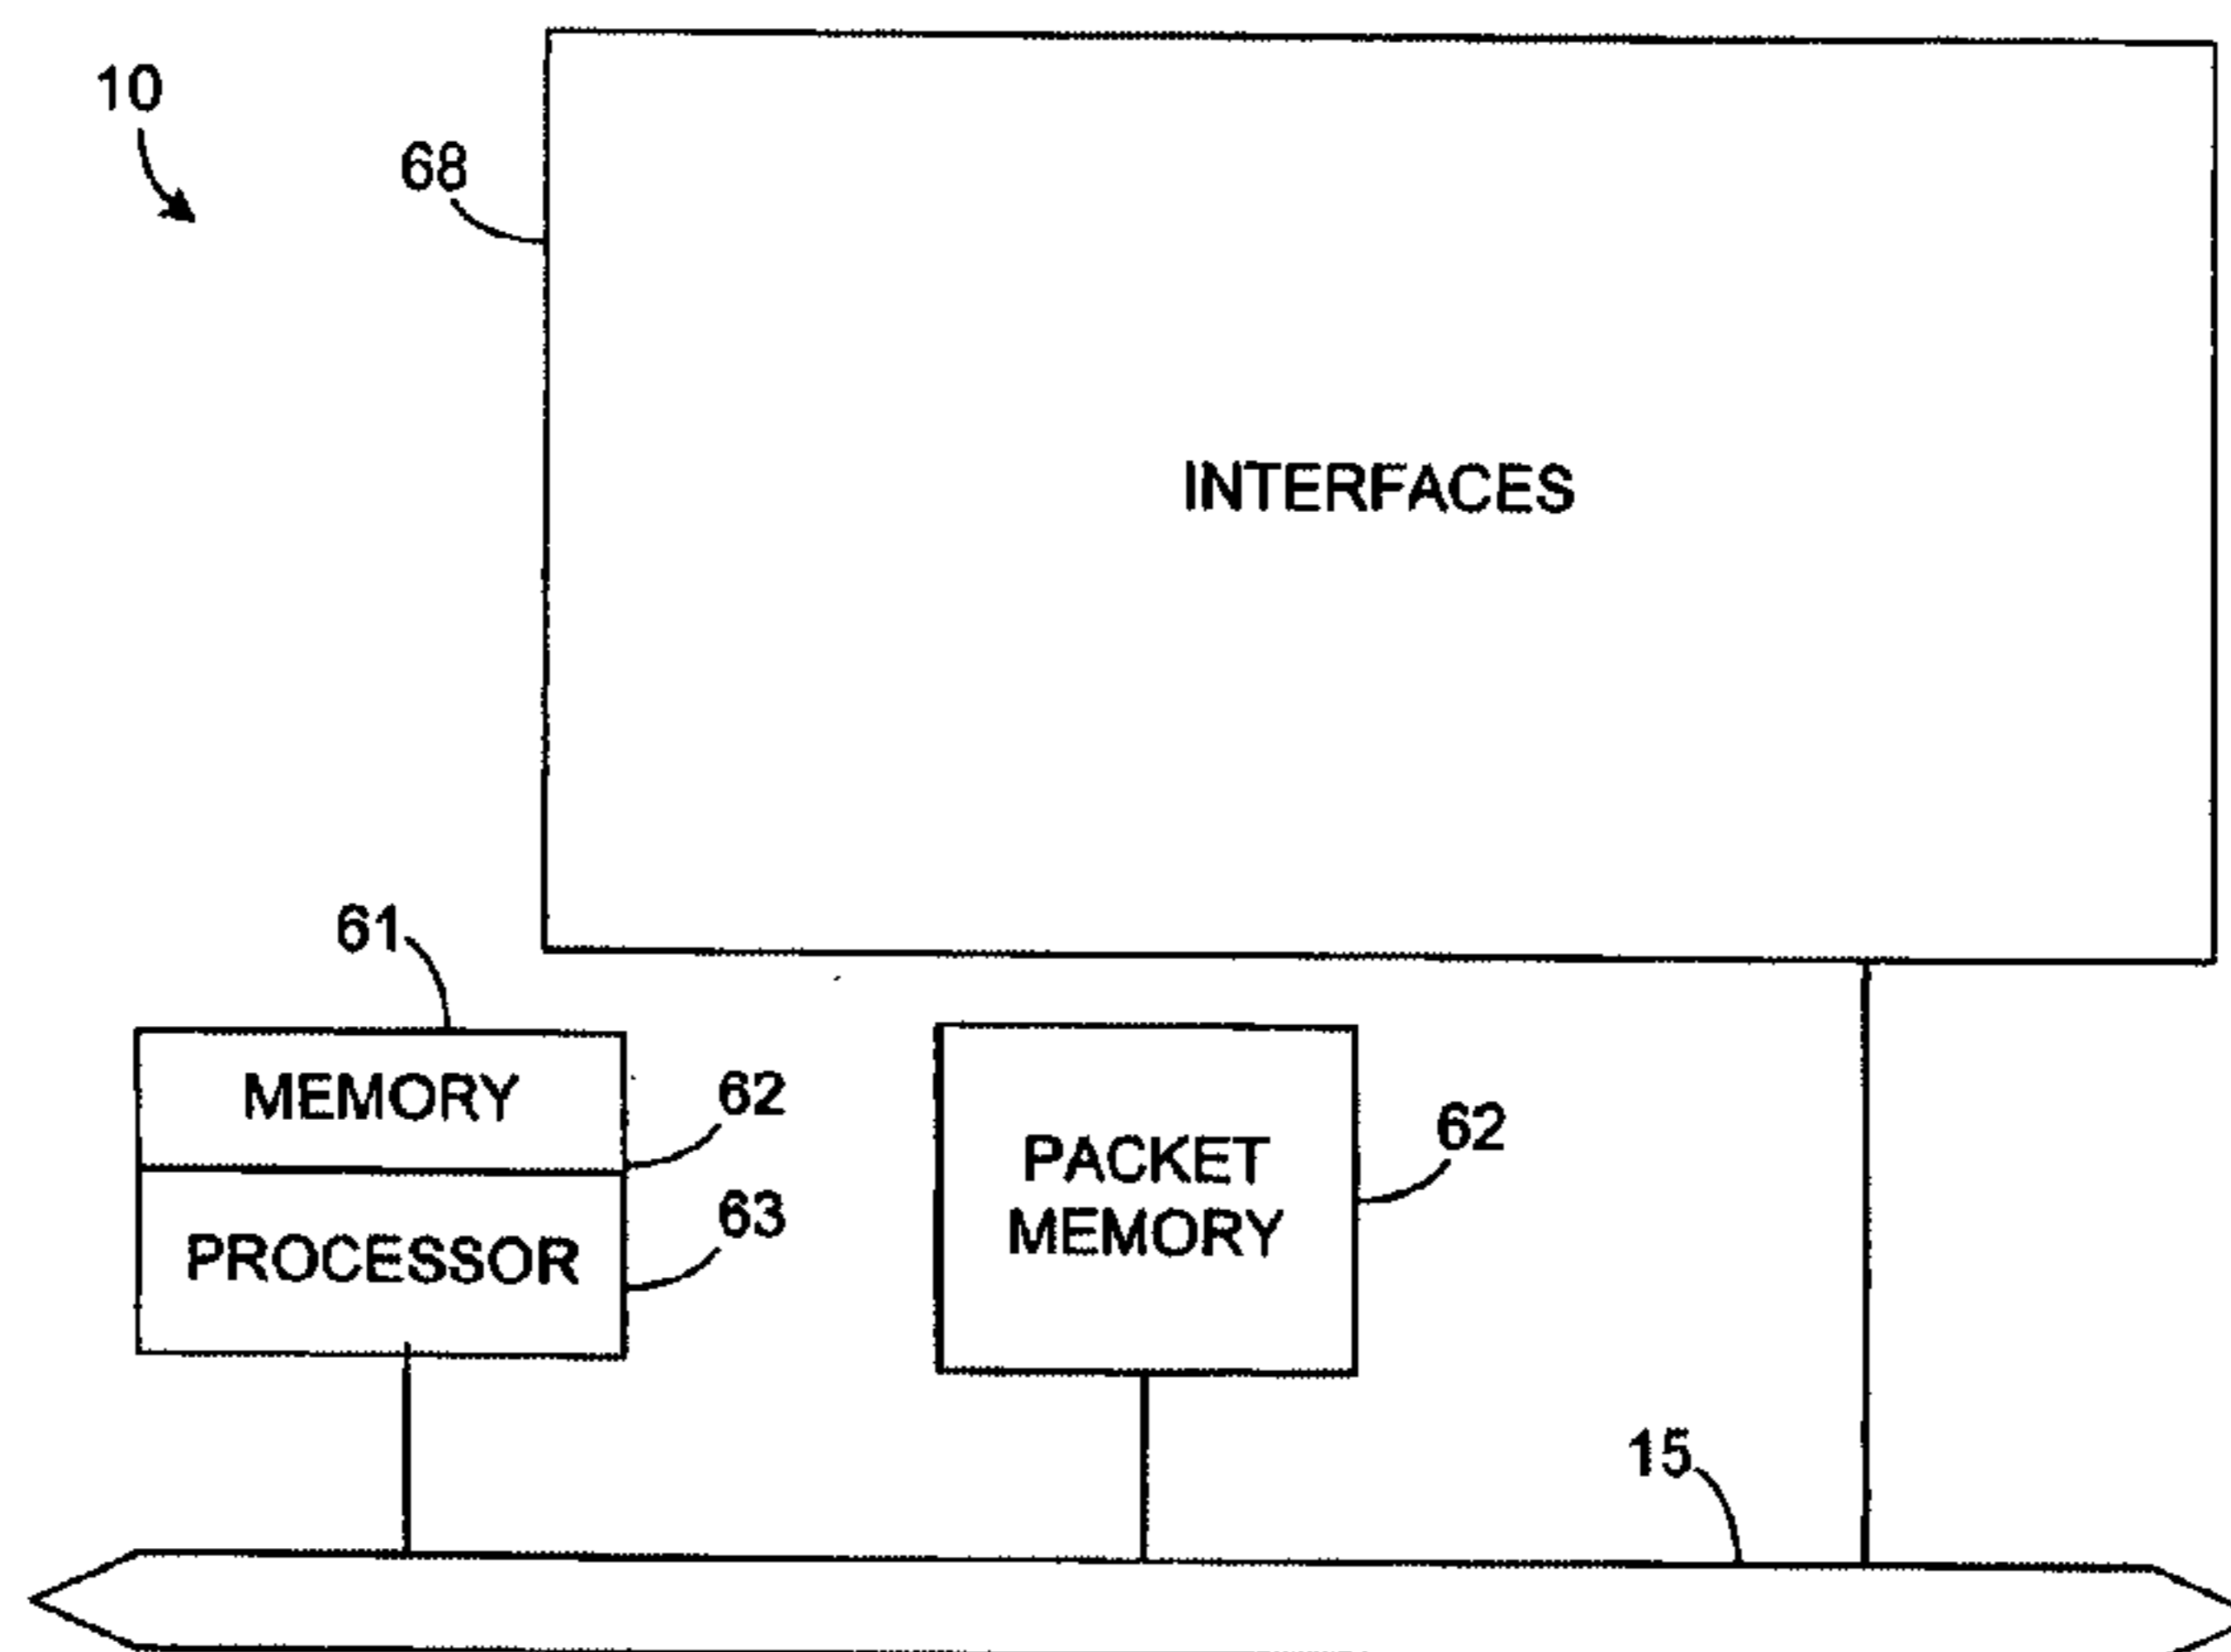 10
68
INTERFACES
61
MEMORY
62
PROCESSOR
63
PACKET
MEMORY
62
15